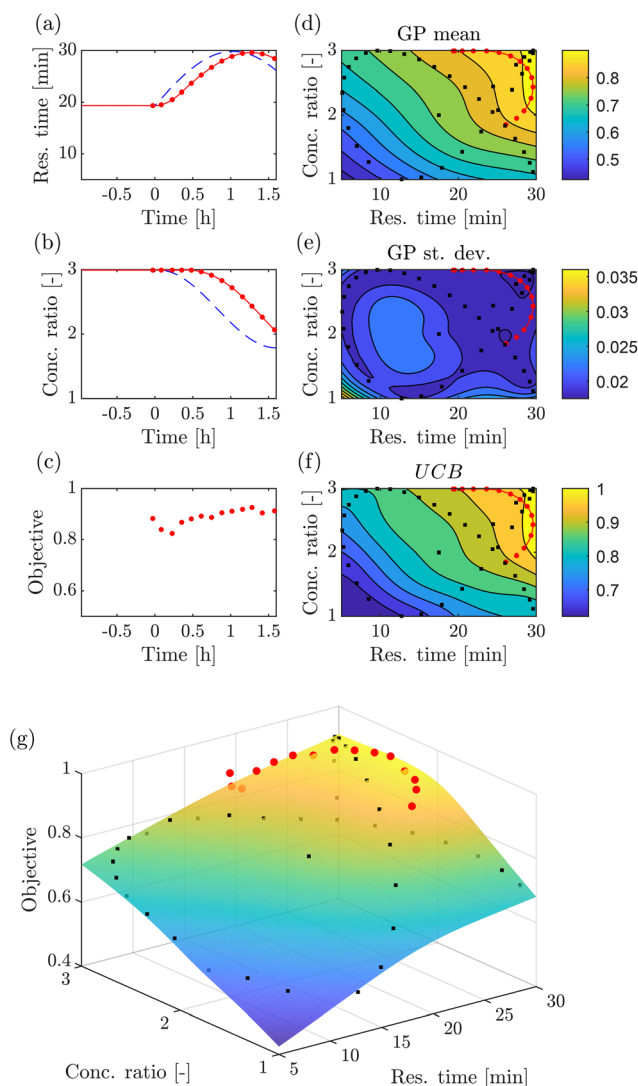 (a)
30
20
10
Res. time [min]
-0.5 0 0.5 1 1.5
Time [h]
(d)
GP mean
3
2
1
Conc. ratio [-]
10 20 30
Res. time [min]
0.8
0.7
0.6
0.5
(b)
3
2
1
Conc. ratio [-]
-0.5 0 0.5 1 1.5
Time [h]
(e)
GP st. dev.
3
2
1
Conc. ratio [-]
10 20 30
Res. time [min]
0.035
0.03
0.025
0.02
(c)
1
0.8
0.6
Objective
-0.5 0 0.5 1 1.5
Time [h]
(f)
UCB
3
2
1
Conc. ratio [-]
10 20 30
Res. time [min]
1
0.9
0.8
0.7
(g)
1
0.8
0.6
0.4
Objective
3
2
1
Conc. ratio [-]
5
10
15
20
25
30
Res. time [min]